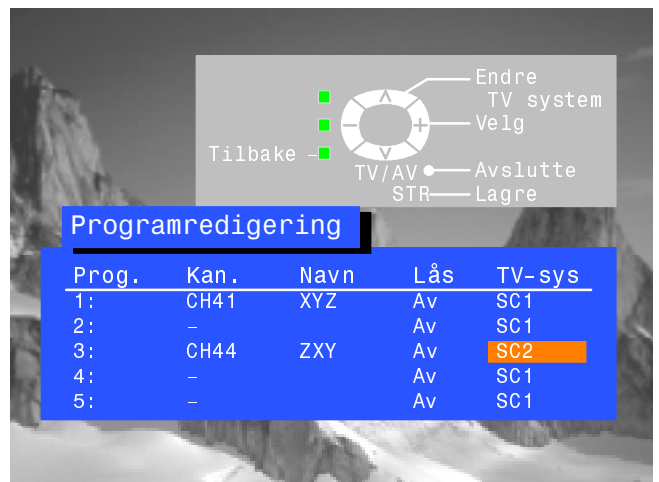 Endre
TV system
Velg
Tilbake
TV/AV Avslutte
STR Lagre
Programredigering
Prog. Kan. Navn Lås TV-sys
1: CH41 XYZ Av SC1
2: – Av SC1
3: CH44 ZXY Av SC2
4: – Av SC1
5: – Av SC1